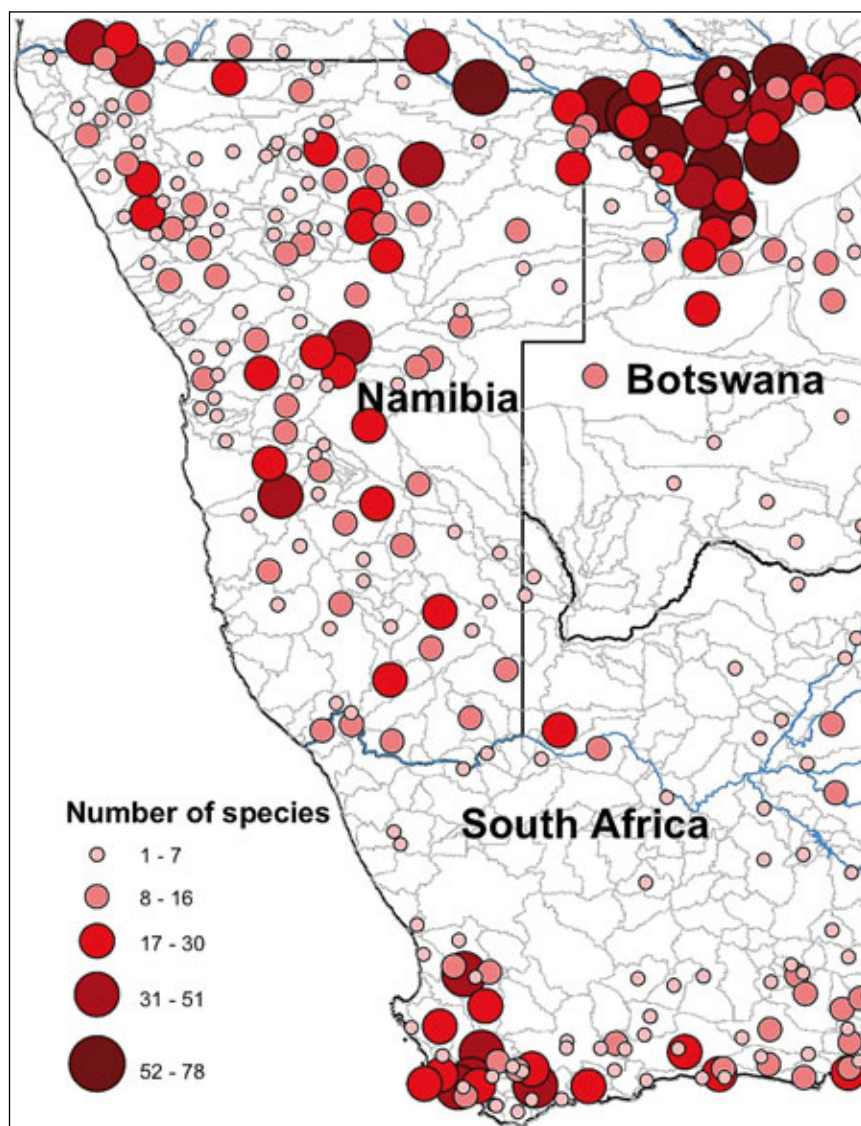 Namibia
Botswana
South Africa
Number of species
1 - 7
8 - 16
17 - 30
31 - 51
52 - 78